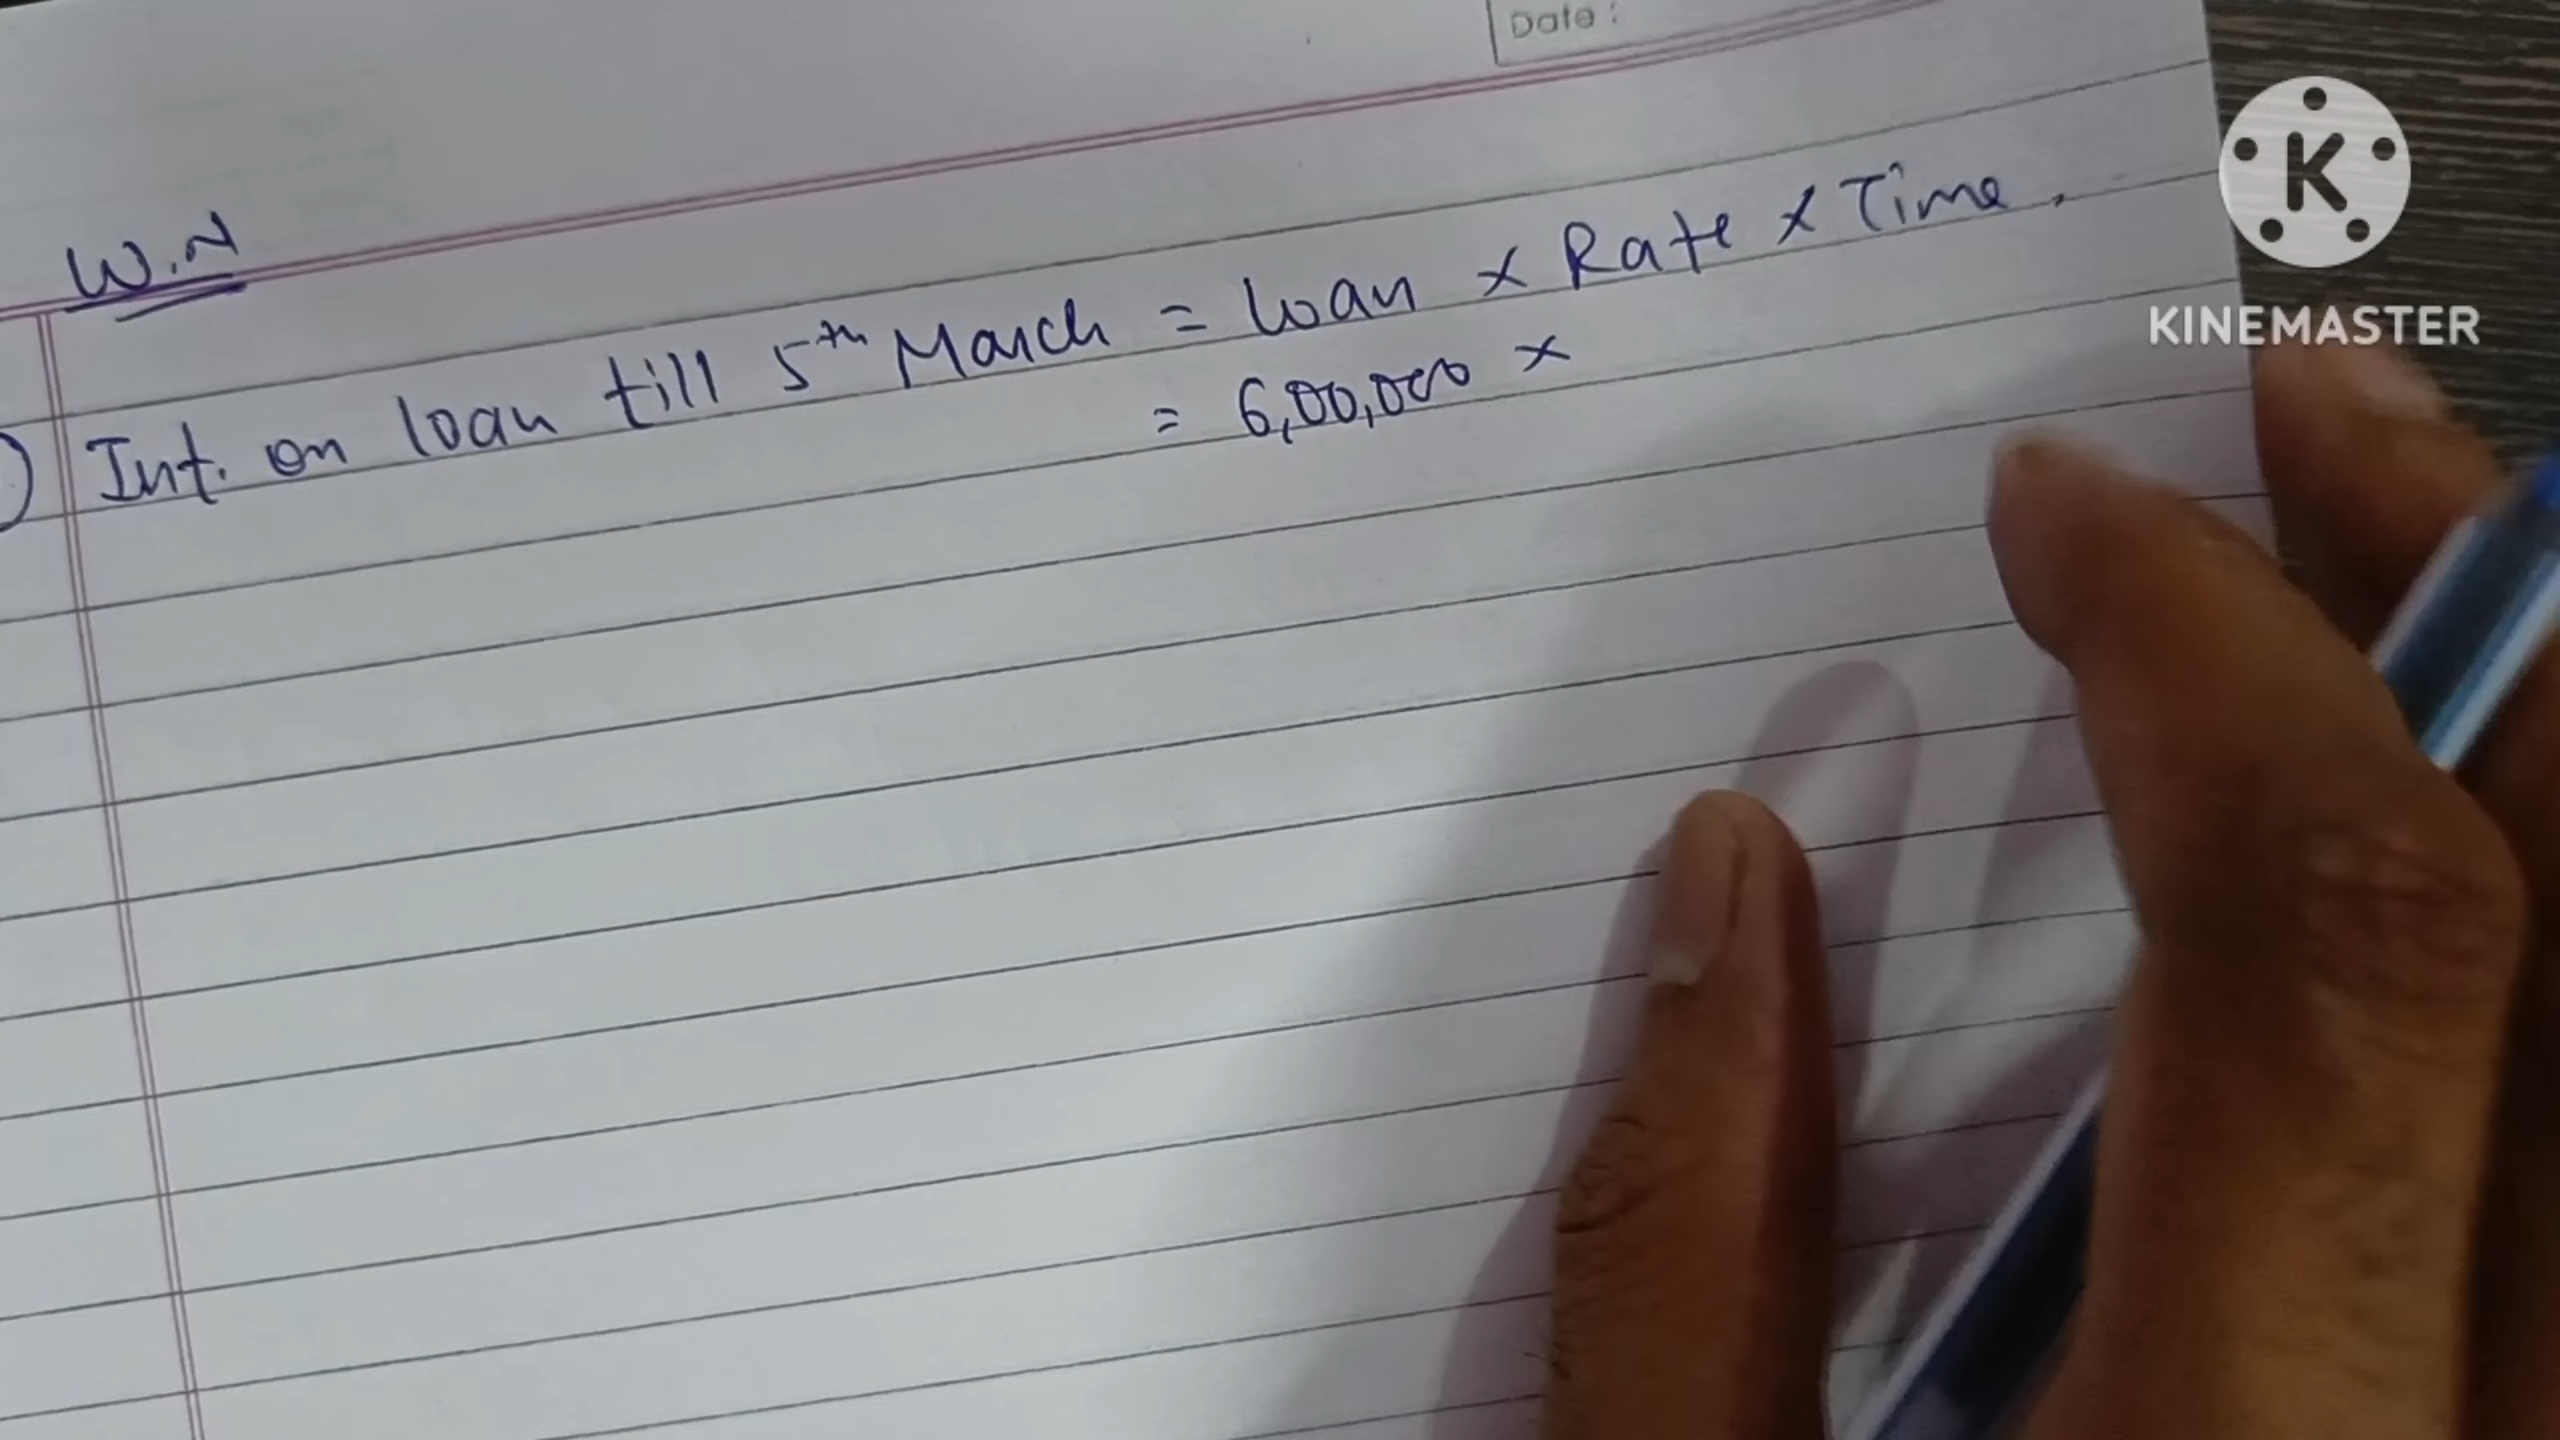 Date :
W.N
) Int. on loan till 5th March = loan x Rate x Time.
= 6,00,000 x
K
KINEMASTER